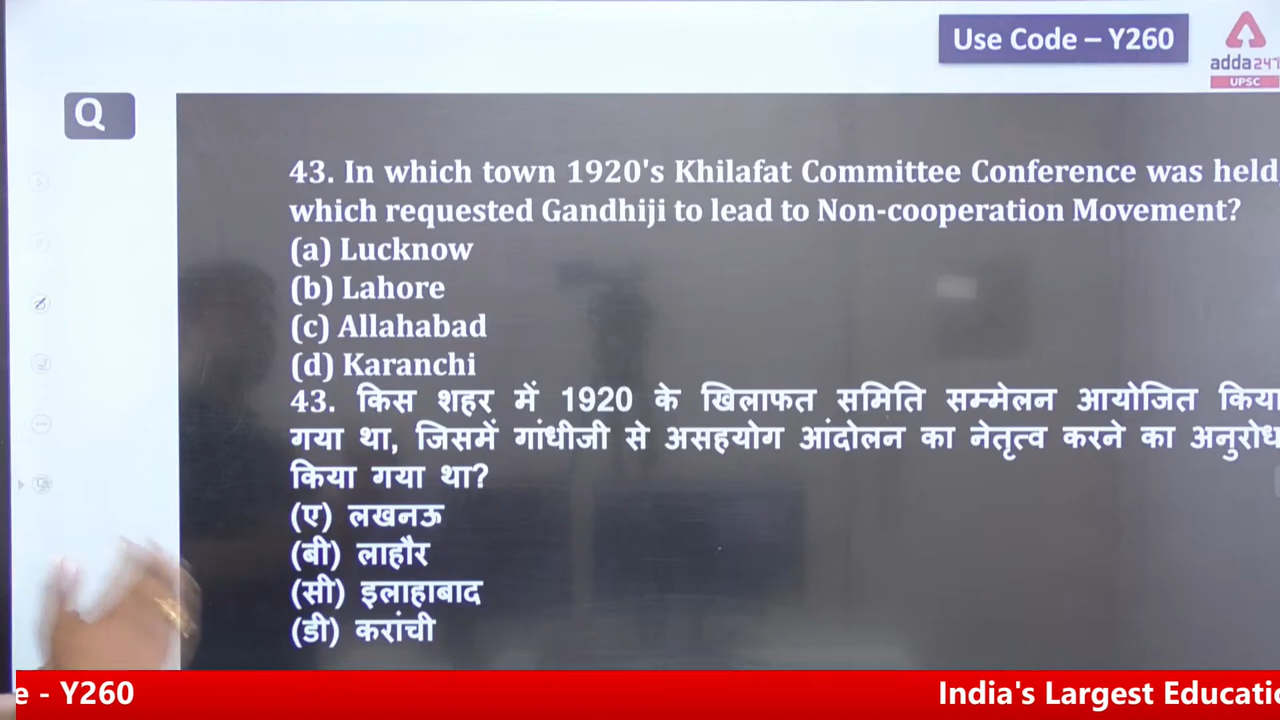 Use Code – Y260
adda247
UPSC
Q
43. In which town 1920's Khilafat Committee Conference was held
which requested Gandhiji to lead to Non-cooperation Movement?
(a) Lucknow
(b) Lahore
(c) Allahabad
(d) Karanchi
43. किस शहर में 1920 के खिलाफत समिति सम्मेलन आयोजित किया
गया था, जिसमें गांधीजी से असहयोग आंदोलन का नेतृत्व करने का अनुरोध
किया गया था?
(ए) लखनऊ
(बी) लाहौर
(सी) इलाहाबाद
(डी) करांची
e - Y260
India's Largest Educatio